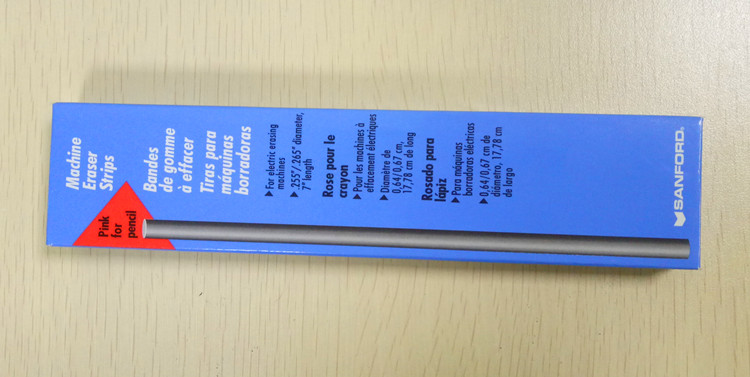 Machine
Eraser
Strips
Bandes
de gomme
à effacer
Tiras para
máquinas
borradoras
Pink
for
pencil
For electric erasing
machines
.255"/.265" diameter,
7" length
Rose pour le
crayon
Pour les machines à
effacement électriques
Diamètre de
0,64/0,67 cm,
17,78 cm de long
Rosado para
lápiz
Para máquinas
borradoras eléctricas
0,64/0,67 cm de
diámetro, 17,78 cm
de largo
SANFORD.